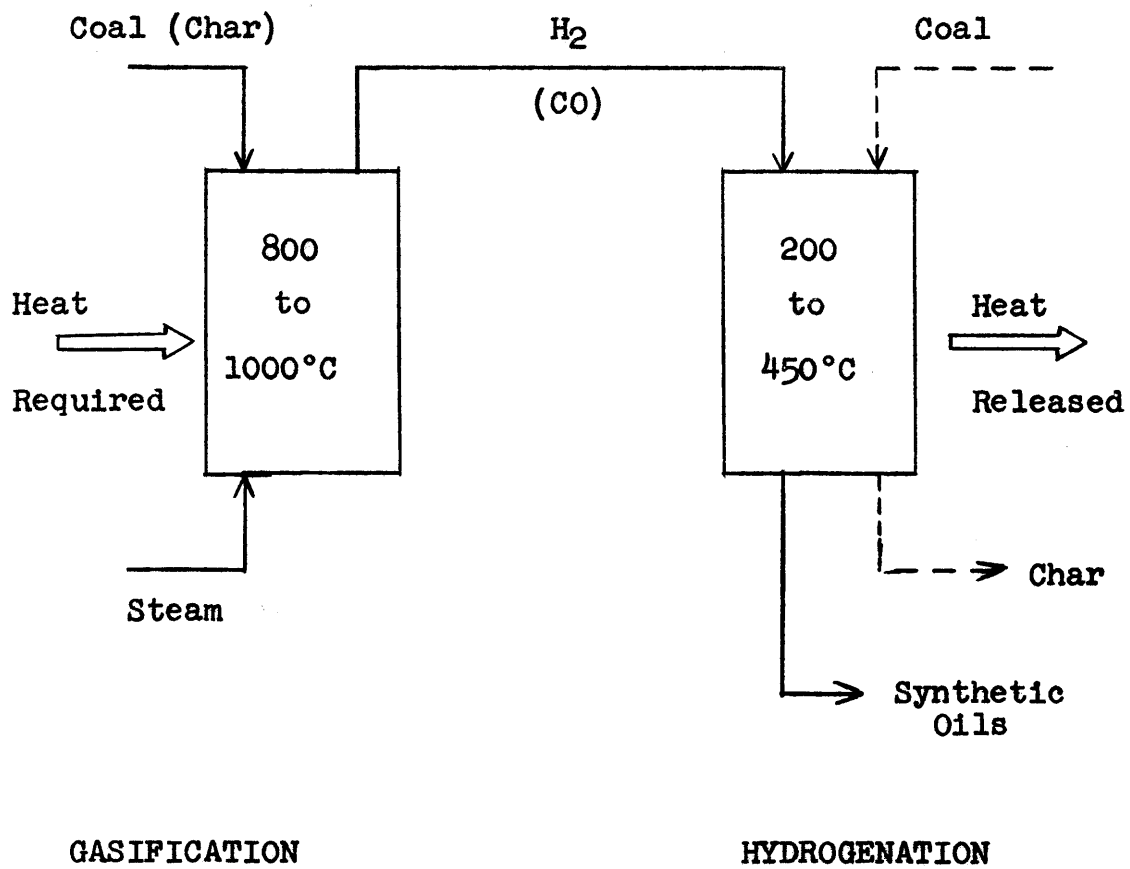 Coal (Char)
H2
Coal
(CO)
800
to
1000°C
200
to
450°C
Heat
Required
Heat
Released
Steam
Char
Synthetic
Oils
GASIFICATION
HYDROGENATION